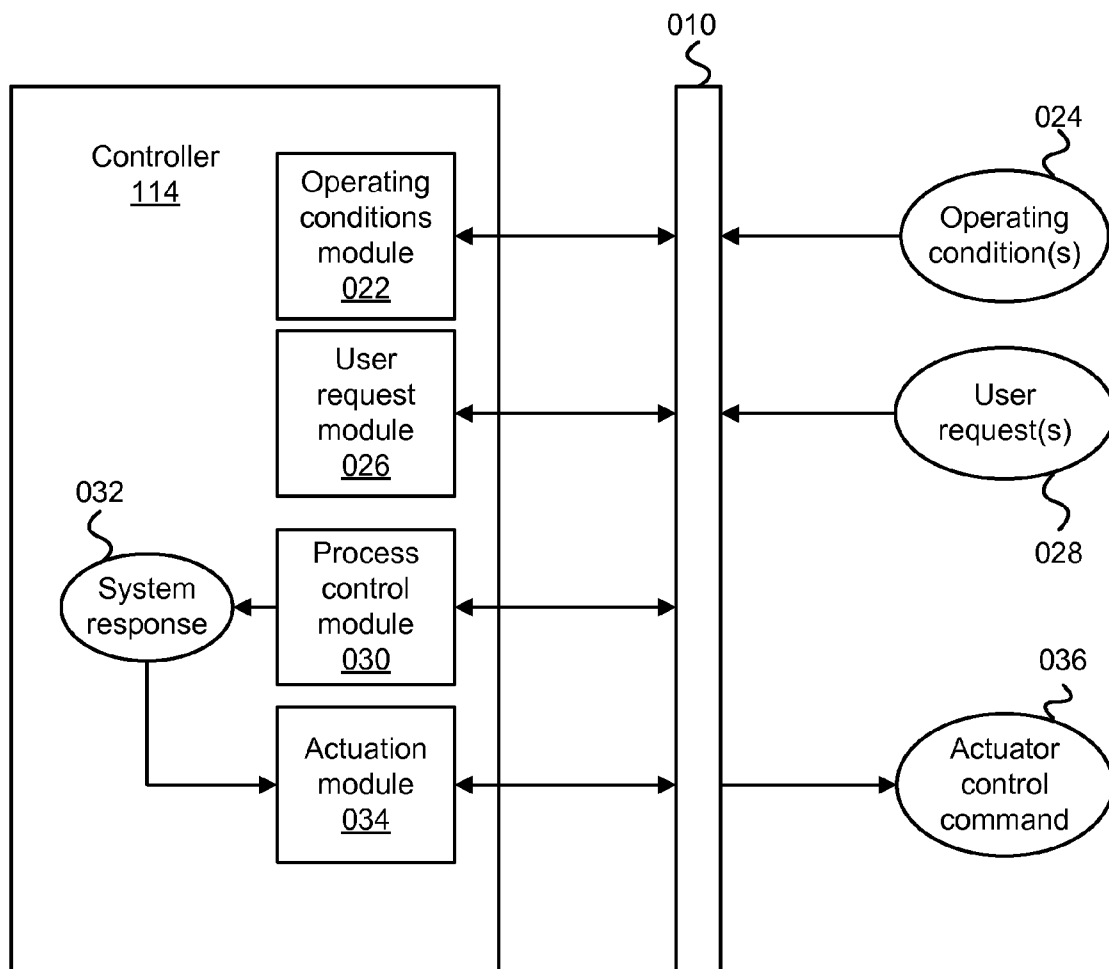 010
024
Controller
114
Operating
conditions
module
022
Operating
condition(s)
User
request
module
026
User
request(s)
028
032
System
response
Process
control
module
030
036
Actuation
module
034
Actuator
control
command